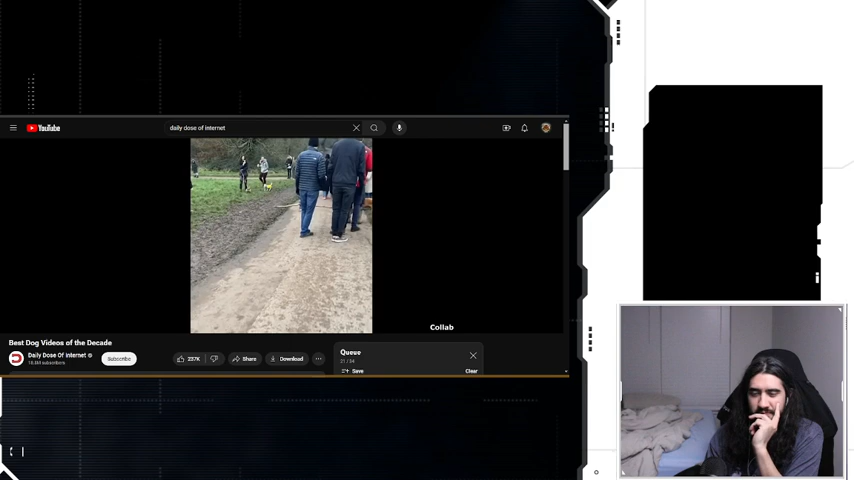 YouTube
daily dose of internet
Collab
Best Dog Videos of the Decade
Daily Dose Of Internet
Subscribe
237K
Share
Download
Queue
Save
Clear